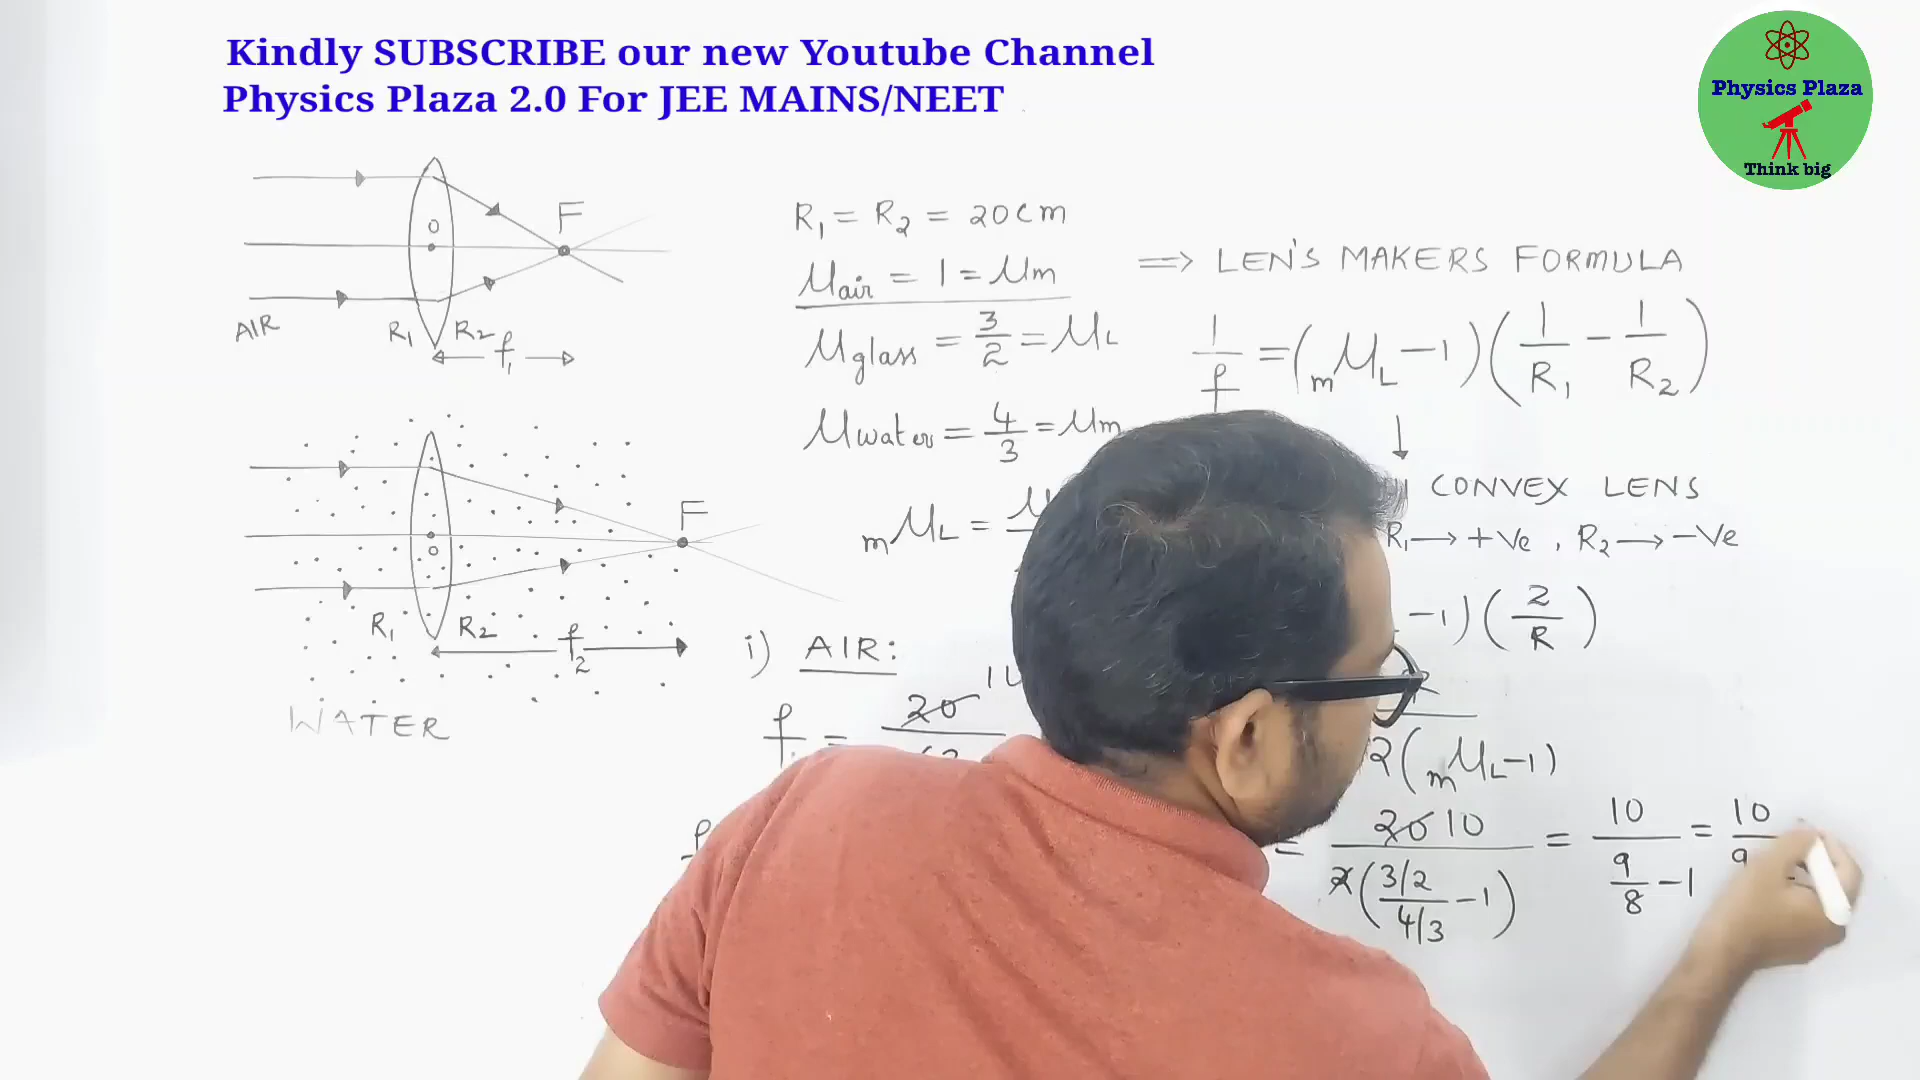 Kindly SUBSCRIBE our new Youtube Channel
Physics Plaza 2.0 For JEE MAINS/NEET
Physics Plaza
Think big
F
O
AIR
R₁ R₂
f₁
R₁ = R₂ = 20cm
μair = 1 = μm
μglass = 3/2 = μL
μwater = 4/3 = μm
mμL =
⇒ LEN'S MAKERS FORMULA
1/f = (mμL − 1)(1/R₁ − 1/R₂)
↓
CONVEX LENS
R₁ → +Ve , R₂ → −Ve
−1)(2/R)
2(mμL−1)
F
O
R₁ R₂
f₂
WATER
i) AIR:
f = 20
= 20 10 / 2(3/2 / 4/3 − 1) = 10 / 9/8 − 1 = 10 / 9